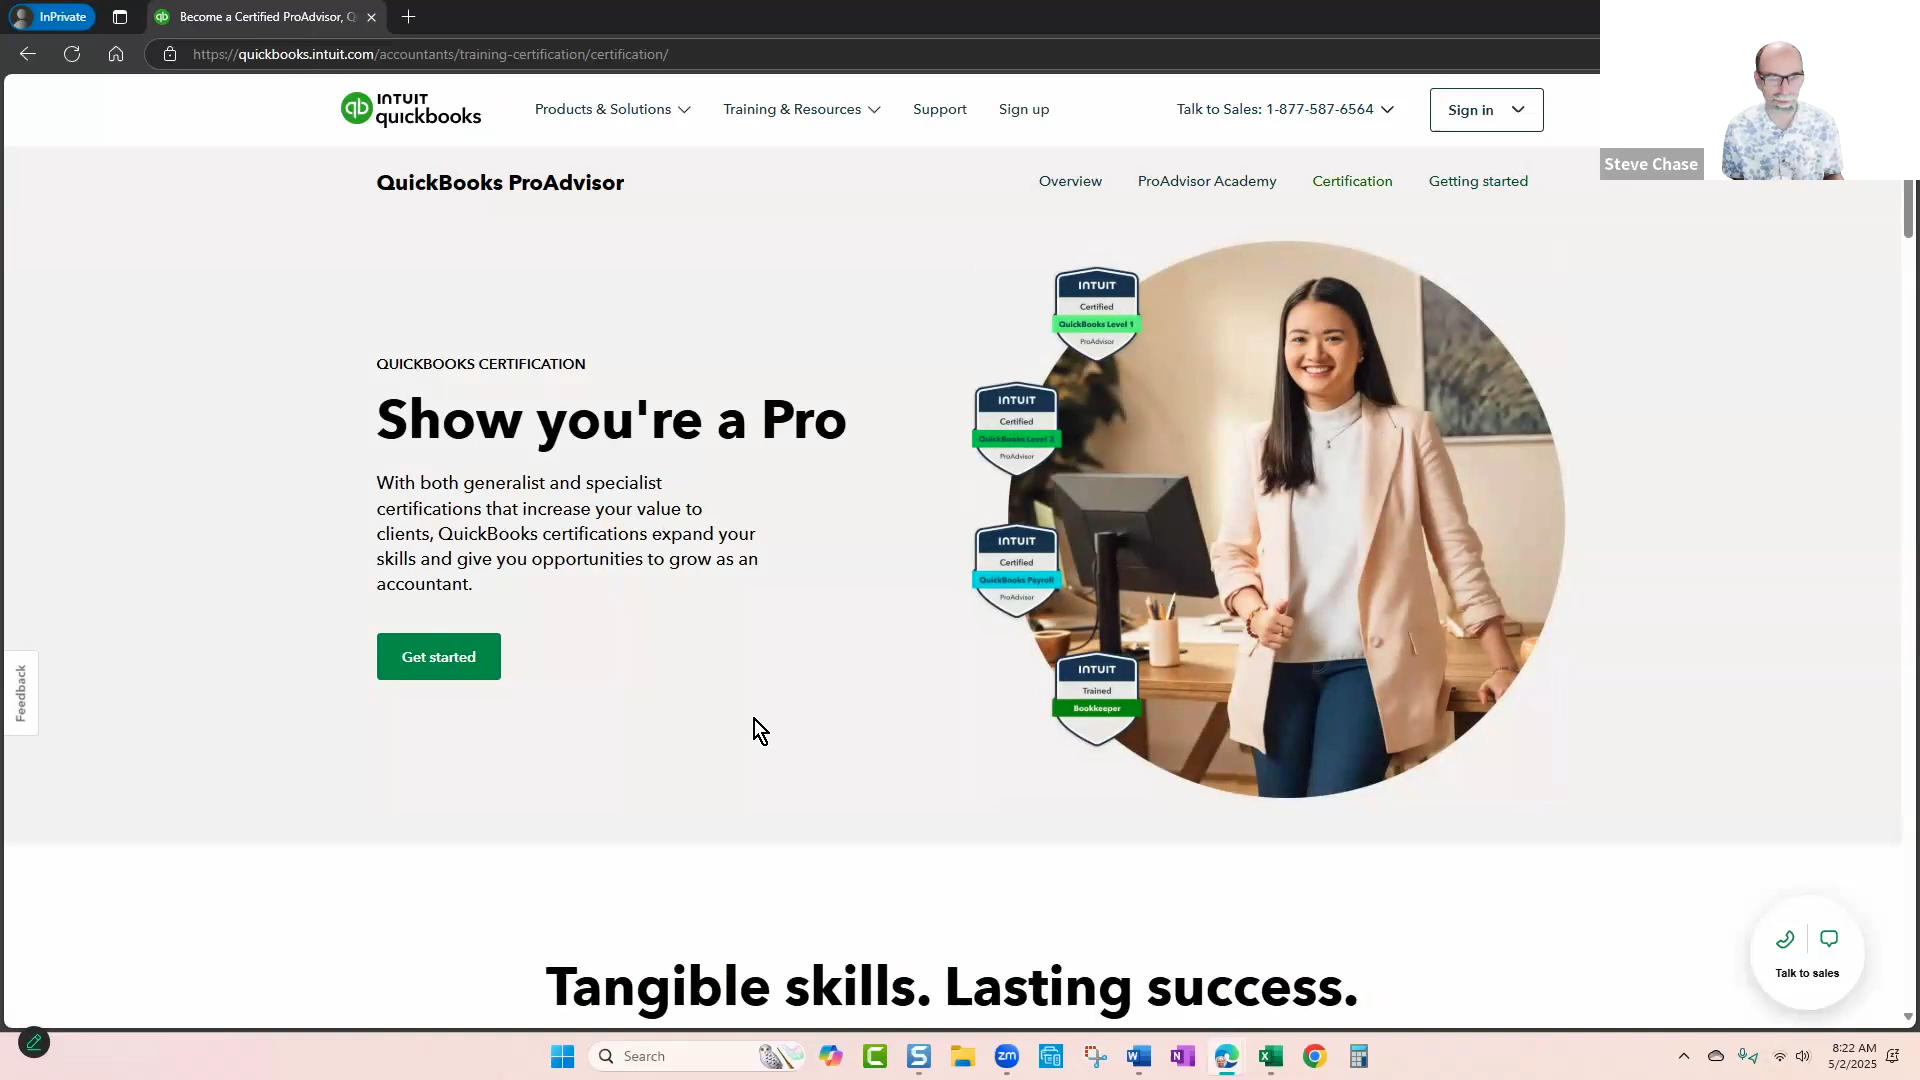 InPrivate
Become a Certified ProAdvisor, Q
https://quickbooks.intuit.com/accountants/training-certification/certification/
INTUIT
quickbooks
Products & Solutions
Training & Resources
Support
Sign up
Talk to Sales: 1-877-587-6564
Sign in
Steve Chase
QuickBooks ProAdvisor
Overview
ProAdvisor Academy
Certification
Getting started
QUICKBOOKS CERTIFICATION
Show you're a Pro
With both generalist and specialist
certifications that increase your value to
clients, QuickBooks certifications expand your
skills and give you opportunities to grow as an
accountant.
Get started
INTUIT
Certified
QuickBooks Level 1
ProAdvisor
INTUIT
Certified
QuickBooks Level 2
ProAdvisor
INTUIT
Certified
QuickBooks Payroll
ProAdvisor
INTUIT
Trained
Bookkeeper
Feedback
Tangible skills. Lasting success.
Talk to sales
Search
zm
8:22 AM
5/2/2025